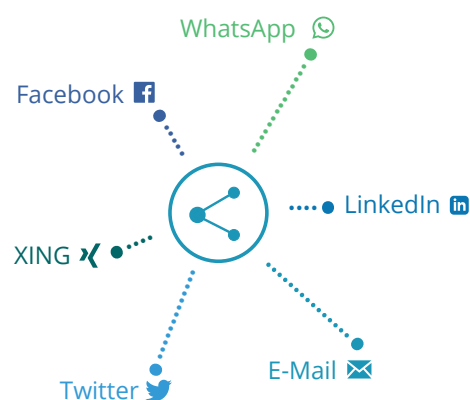 WhatsApp
Facebook
LinkedIn
XING
E-Mail
Twitter